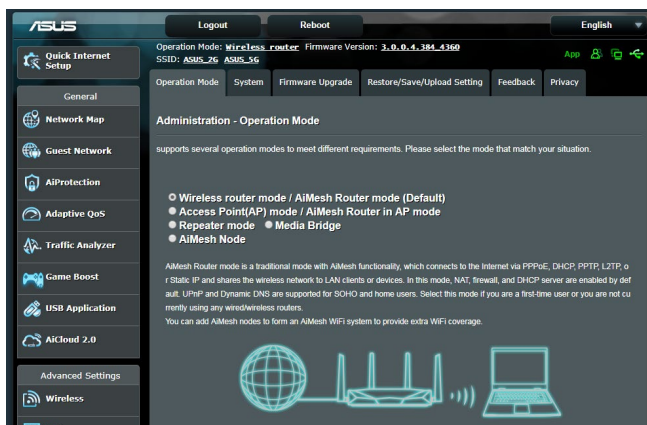 ASUS
Logout
Reboot
English
Quick Internet
Setup
Operation Mode: Wireless router Firmware Version: 3.0.0.4.384_4360
SSID: ASUS_2G ASUS_5G
App
Operation Mode
System
Firmware Upgrade
Restore/Save/Upload Setting
Feedback
Privacy
General
Network Map
Guest Network
AiProtection
Adaptive QoS
Traffic Analyzer
Game Boost
USB Application
AiCloud 2.0
Advanced Settings
Wireless
Administration - Operation Mode
supports several operation modes to meet different requirements. Please select the mode that match your situation.
Wireless router mode / AiMesh Router mode (Default)
Access Point(AP) mode / AiMesh Router in AP mode
Repeater mode Media Bridge
AiMesh Node
AiMesh Router mode is a traditional mode with AiMesh functionality, which connects to the Internet via PPPoE, DHCP, PPTP, L2TP, o
r Static IP and shares the wireless network to LAN clients or devices. In this mode, NAT, firewall, and DHCP server are enabled by def
ault. UPnP and Dynamic DNS are supported for SOHO and home users. Select this mode if you are a first-time user or you are not cu
rrently using any wired/wireless routers.
You can add AiMesh nodes to form an AiMesh WiFi system to provide extra WiFi coverage.